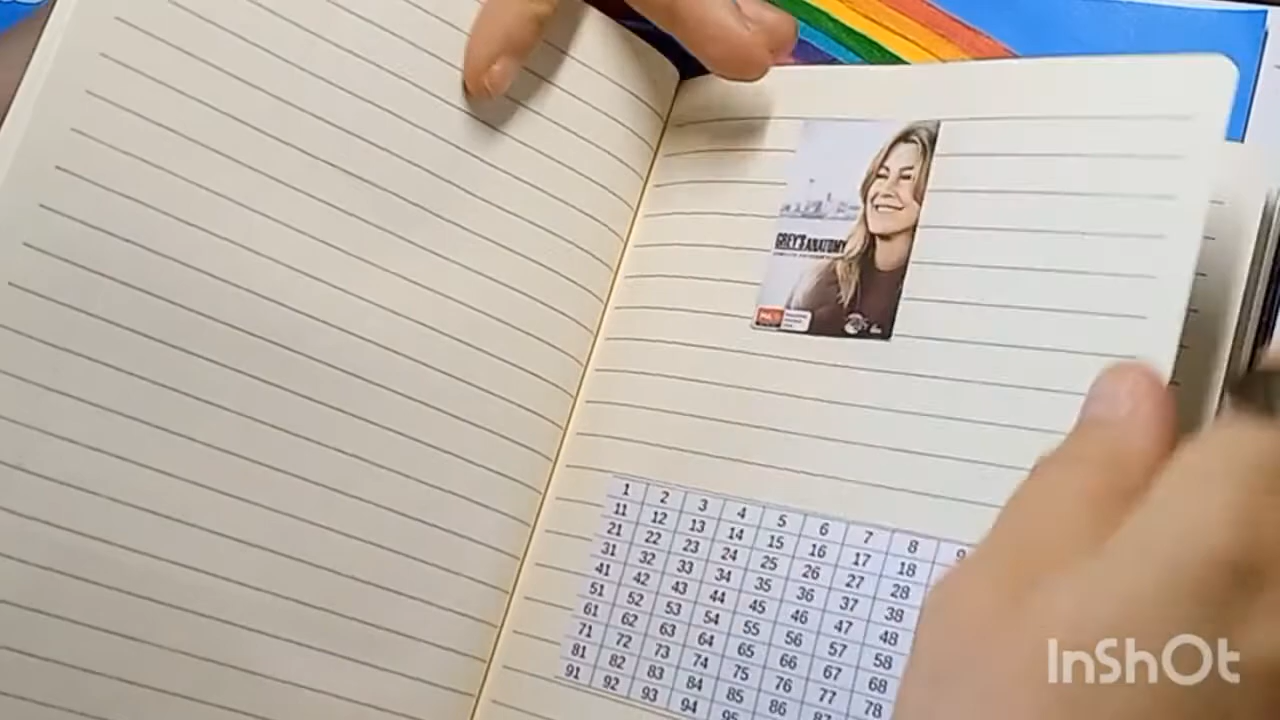 GREY'S ANATOMY
1 2 3 4 5 6 7 8 9
11 12 13 14 15 16 17 18
21 22 23 24 25 26 27 28
31 32 33 34 35 36 37 38
41 42 43 44 45 46 47 48
51 52 53 54 55 56 57 58
61 62 63 64 65 66 67 68
71 72 73 74 75 76 77 78
81 82 83 84 85 86 87
91 92 93 94 95
InShOt